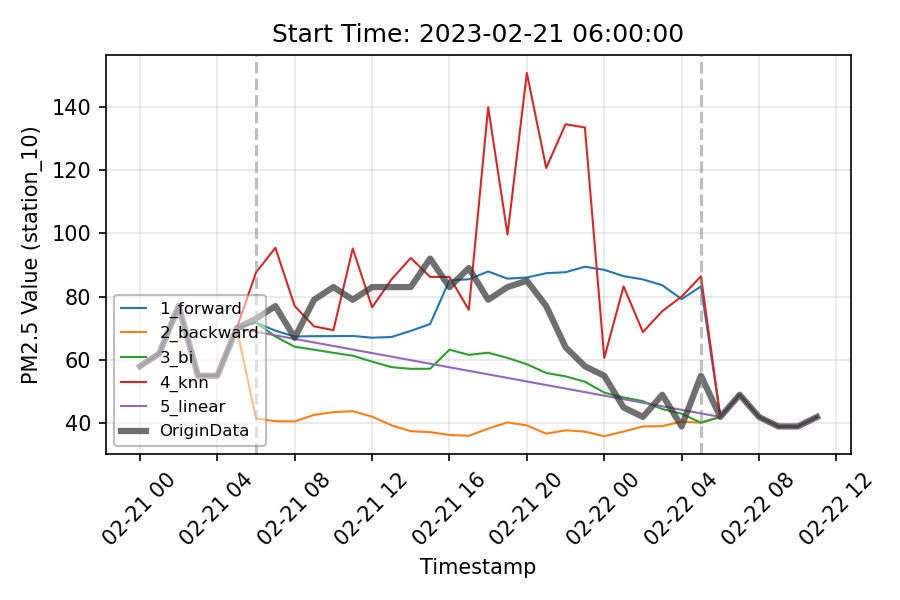 Start Time: 2023-02-21 06:00:00
PM2.5 Value (station_10)
140
120
100
80
60
40
1_forward
2_backward
3_bi
4_knn
5_linear
OriginData
02-21 00
02-21 04
02-21 08
02-21 12
02-21 16
02-21 20
02-22 00
02-22 04
02-22 08
02-22 12
Timestamp